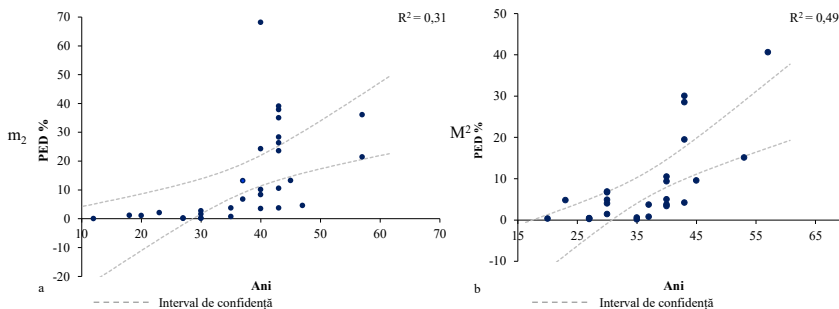 R² = 0,31
70
60
50
40
30
20
10
0
-10
-20
m₂
PED %
10 20 30 40 50 60 70
a
Ani
Interval de confidență
R² = 0,49
50
40
30
20
10
0
-10
M²
PED %
15 25 35 45 55 65
b
Ani
Interval de confidență